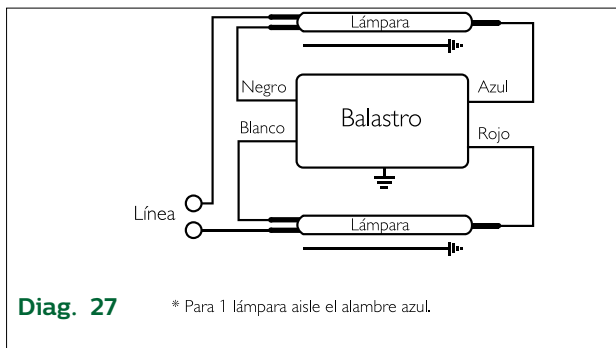 Lámpara
Negro
Azul
Balastro
Blanco
Rojo
Línea
Lámpara
Diag. 27
* Para 1 lámpara aisle el alambre azul.